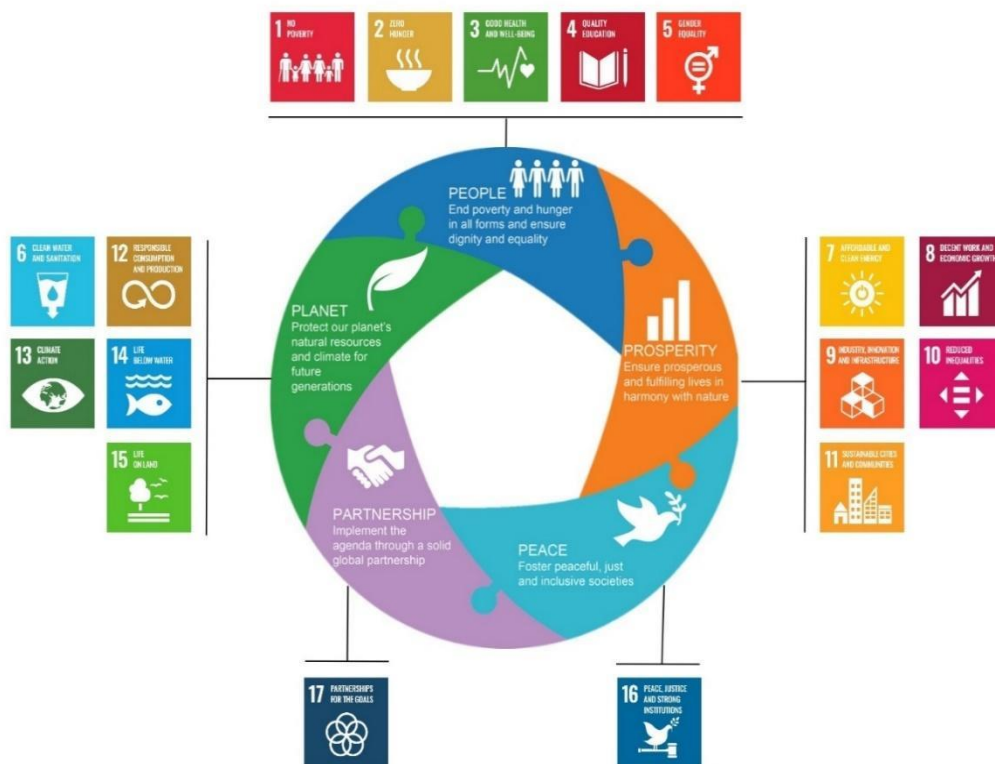 1 NO
POVERTY
2 ZERO
HUNGER
3 GOOD HEALTH
AND WELL-BEING
4 QUALITY
EDUCATION
5 GENDER
EQUALITY
PEOPLE
End poverty and hunger
in all forms and ensure
dignity and equality
6 CLEAN WATER
AND SANITATION
12 RESPONSIBLE
CONSUMPTION
AND PRODUCTION
13 CLIMATE
ACTION
14 LIFE
BELOW WATER
15 LIFE
ON LAND
PLANET
Protect our planet's
natural resources
and climate for
future
generations
PROSPERITY
Ensure prosperous
and fulfilling lives in
harmony with nature
7 AFFORDABLE AND
CLEAN ENERGY
8 DECENT WORK AND
ECONOMIC GROWTH
9 INDUSTRY, INNOVATION
AND INFRASTRUCTURE
10 REDUCED
INEQUALITIES
11 SUSTAINABLE CITIES
AND COMMUNITIES
PARTNERSHIP
Implement the
agenda through a solid
global partnership
PEACE
Foster peaceful, just
and inclusive societies
17 PARTNERSHIPS
FOR THE GOALS
16 PEACE, JUSTICE
AND STRONG
INSTITUTIONS